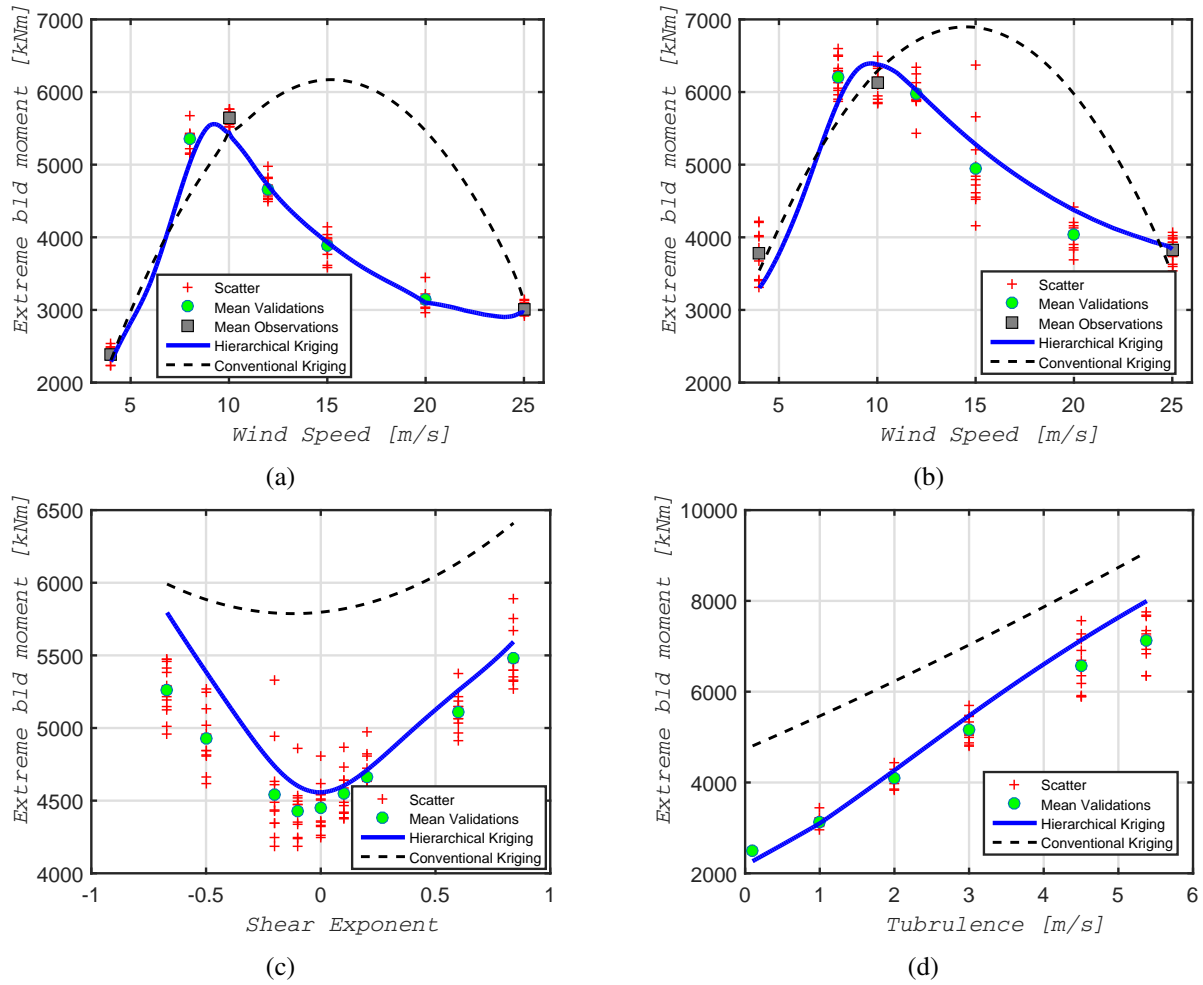 Extreme bld moment [kNm]
7000
6000
5000
4000
3000
2000
5 10 15 20 25
Wind Speed [m/s]
Scatter
Mean Validations
Mean Observations
Hierarchical Kriging
Conventional Kriging
(a)
Extreme bld moment [kNm]
7000
6000
5000
4000
3000
2000
5 10 15 20 25
Wind Speed [m/s]
Scatter
Mean Validations
Mean Observations
Hierarchical Kriging
Conventional Kriging
(b)
Extreme bld moment [kNm]
6500
6000
5500
5000
4500
4000
-1 -0.5 0 0.5 1
Shear Exponent
Scatter
Mean Validations
Hierarchical Kriging
Conventional Kriging
(c)
Extreme bld moment [kNm]
10000
8000
6000
4000
2000
0 1 2 3 4 5 6
Tubrulence [m/s]
Scatter
Mean Validations
Hierarchical Kriging
Conventional Kriging
(d)